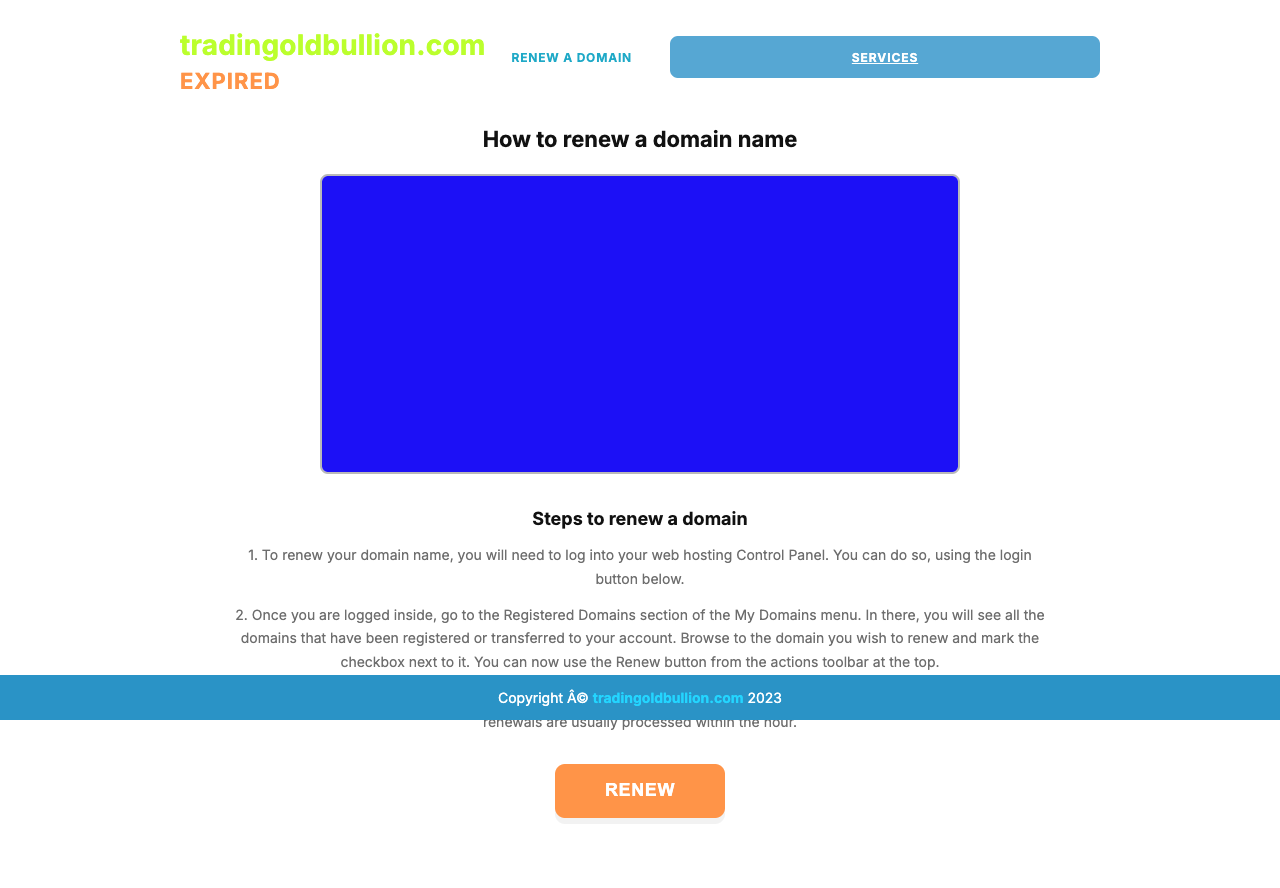 tradingoldbullion.com
EXPIRED
RENEW A DOMAIN
SERVICES
How to renew a domain name
Steps to renew a domain
1. To renew your domain name, you will need to log into your web hosting Control Panel. You can do so, using the login
button below.
2. Once you are logged inside, go to the Registered Domains section of the My Domains menu. In there, you will see all the
domains that have been registered or transferred to your account. Browse to the domain you wish to renew and mark the
checkbox next to it. You can now use the Renew button from the actions toolbar at the top.
Copyright Â© tradingoldbullion.com 2023
renewals are usually processed within the hour.
RENEW